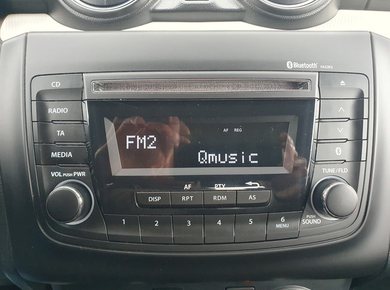 Bluetooth
CD
RADIO
TA
MEDIA
VOL PUSH PWR
AF REG
FM2
Qmusic
AF PTY
DISP RPT RDM AS
TUNE/FLD
PUSH SOUND
1 2 3 4 5 6
MENU